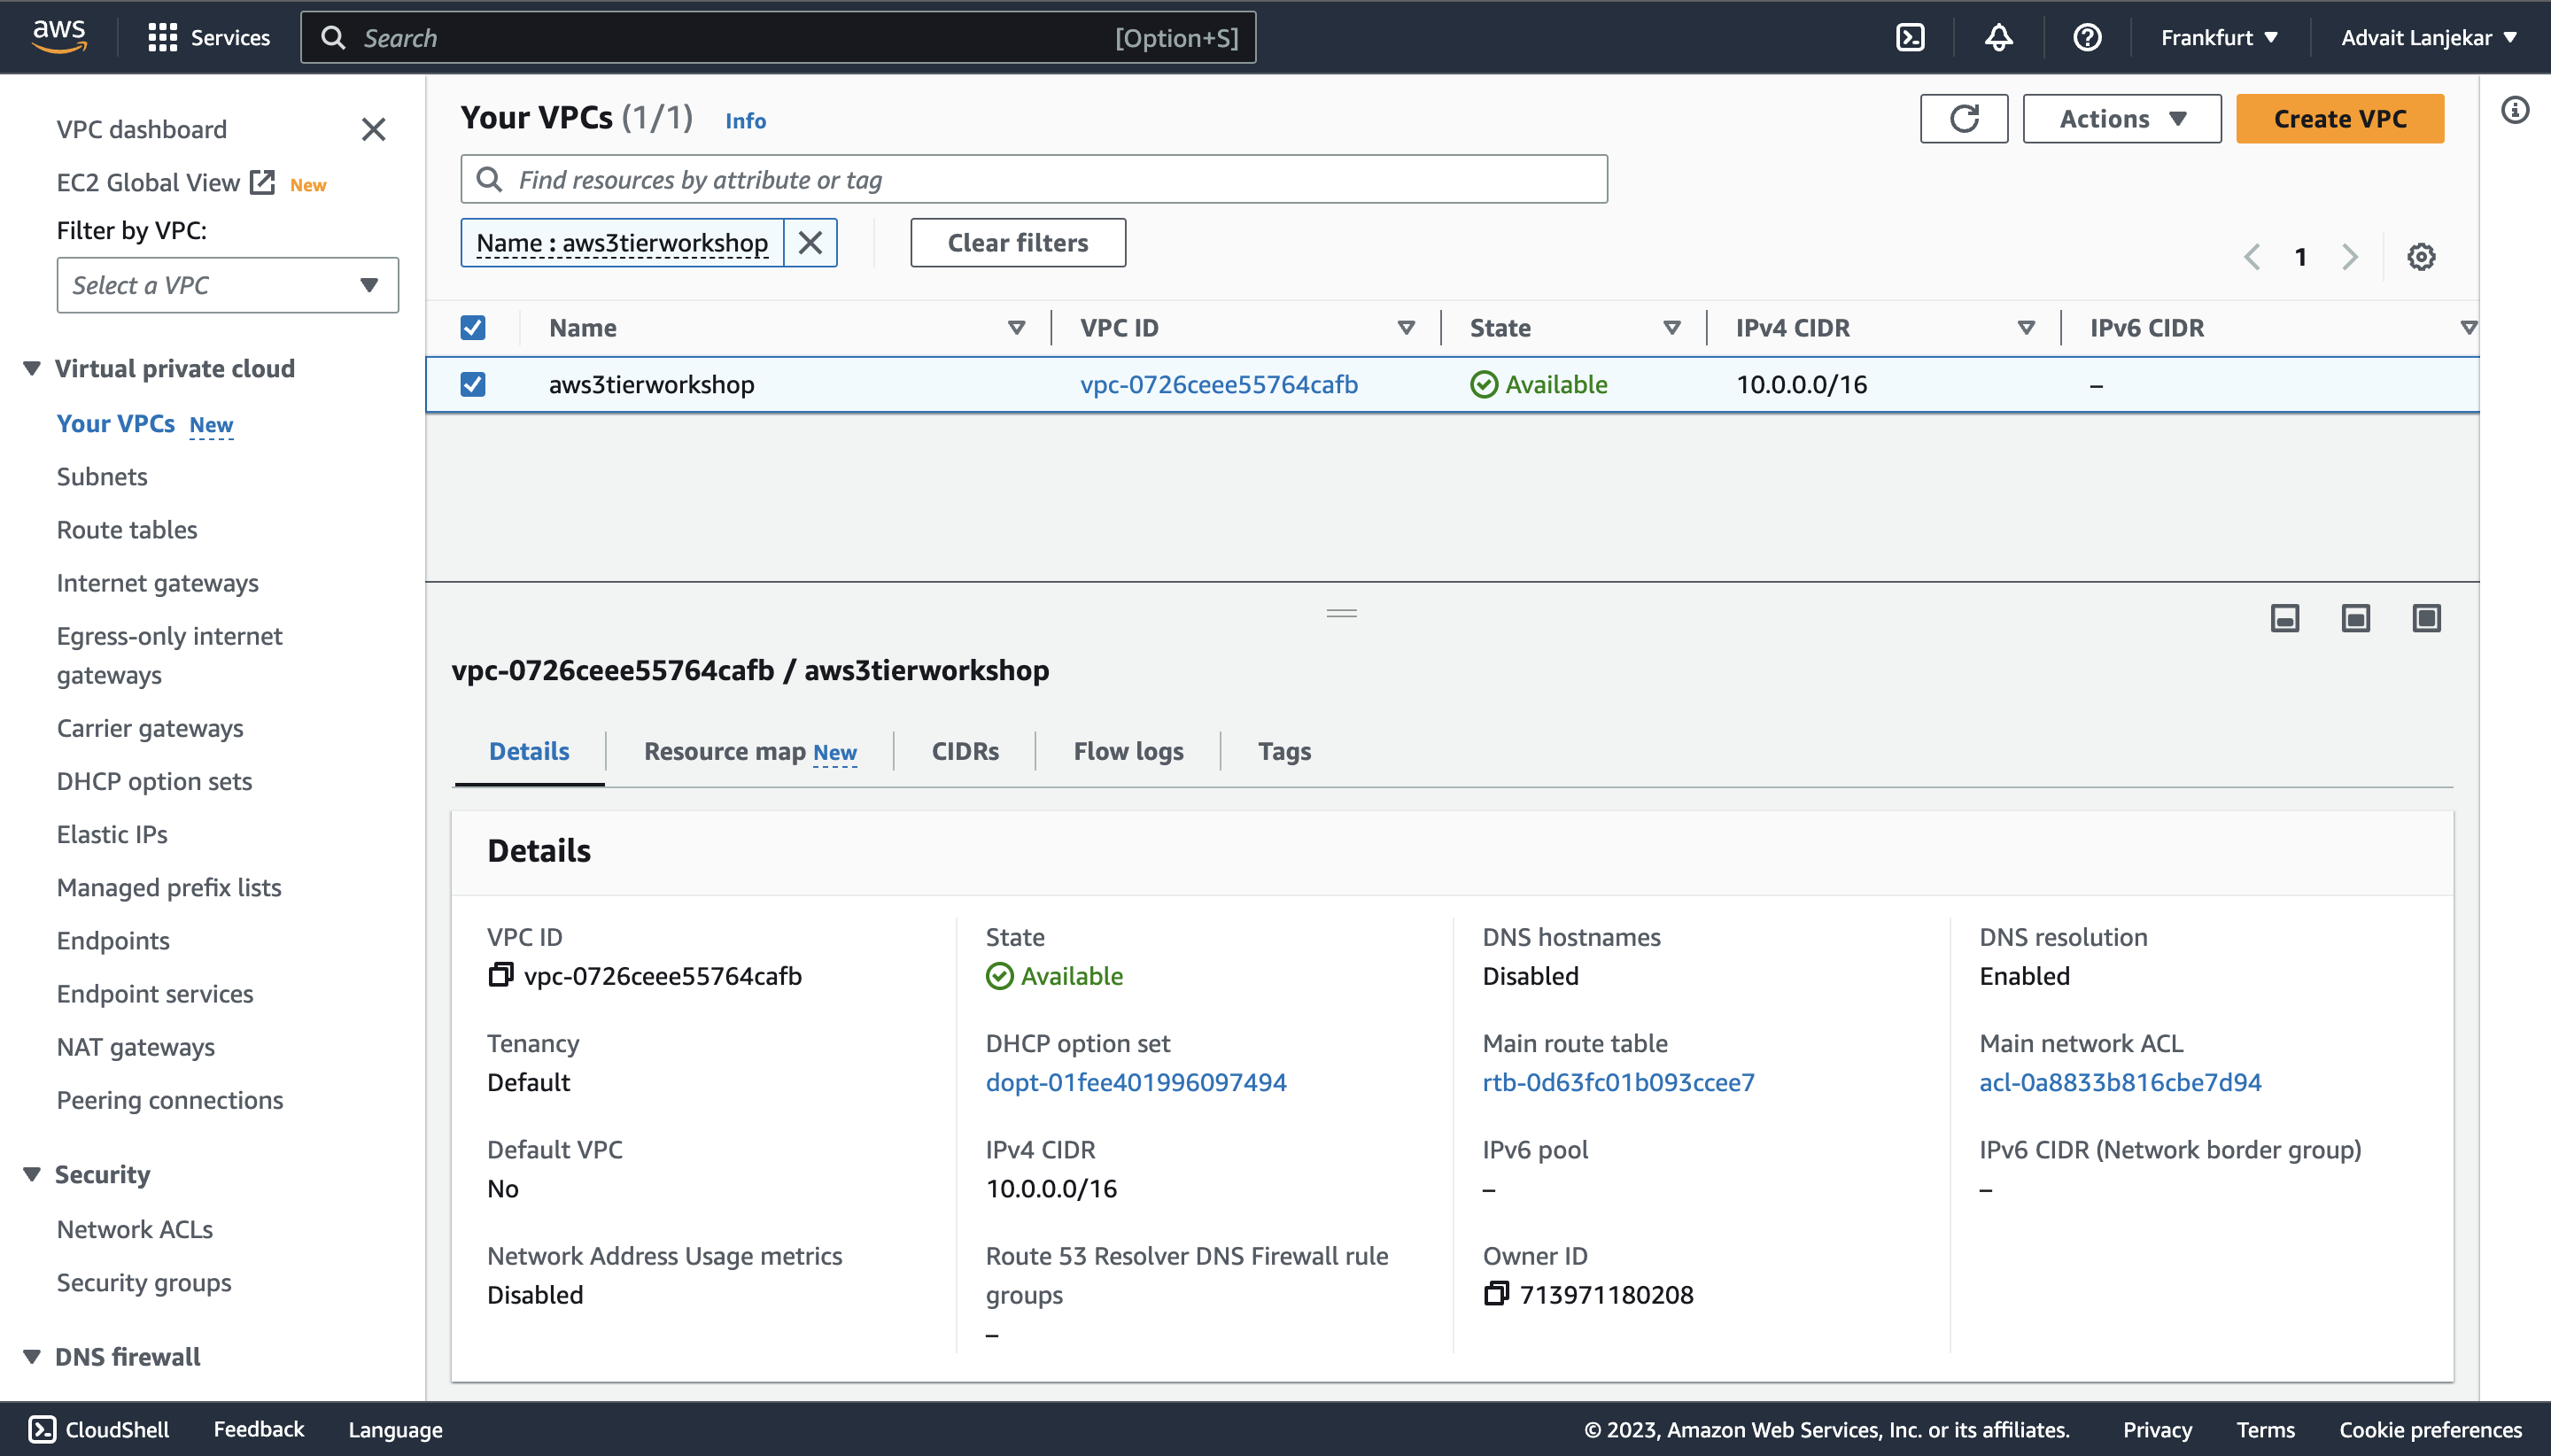 aws
Services
Search
[Option+S]
Frankfurt
Advait Lanjekar
VPC dashboard
EC2 Global View New
Filter by VPC:
Select a VPC
Virtual private cloud
Your VPCs New
Subnets
Route tables
Internet gateways
Egress-only internet
gateways
Carrier gateways
DHCP option sets
Elastic IPs
Managed prefix lists
Endpoints
Endpoint services
NAT gateways
Peering connections
Security
Network ACLs
Security groups
DNS firewall
Your VPCs (1/1) Info
Actions
Create VPC
Find resources by attribute or tag
Name : aws3tierworkshop
Clear filters
1
Name VPC ID State IPv4 CIDR IPv6 CIDR
aws3tierworkshop vpc-0726ceee55764cafb Available 10.0.0.0/16 –
vpc-0726ceee55764cafb / aws3tierworkshop
Details Resource map New CIDRs Flow logs Tags
Details
VPC ID
vpc-0726ceee55764cafb
State
Available
DNS hostnames
Disabled
DNS resolution
Enabled
Tenancy
Default
DHCP option set
dopt-01fee401996097494
Main route table
rtb-0d63fc01b093ccee7
Main network ACL
acl-0a8833b816cbe7d94
Default VPC
No
IPv4 CIDR
10.0.0.0/16
IPv6 pool
–
IPv6 CIDR (Network border group)
–
Network Address Usage metrics
Disabled
Route 53 Resolver DNS Firewall rule
groups
–
Owner ID
713971180208
CloudShell Feedback Language
© 2023, Amazon Web Services, Inc. or its affiliates. Privacy Terms Cookie preferences